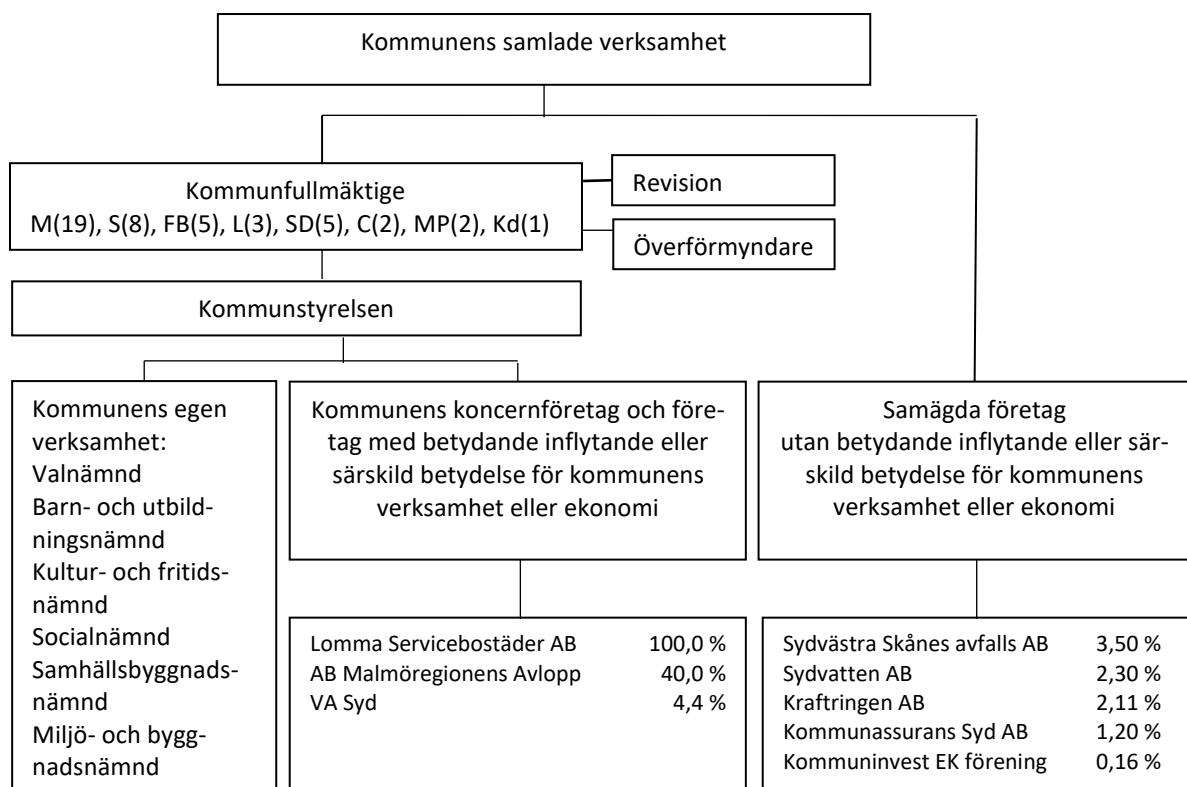 Kommunens samlade verksamhet
Kommunfullmäktige
M(19), S(8), FB(5), L(3), SD(5), C(2), MP(2), Kd(1)
Revision
Överförmyndare
Kommunstyrelsen
Kommunens egen
verksamhet:
Valnämnd
Barn- och utbild-
ningsnämnd
Kultur- och fritids-
nämnd
Socialnämnd
Samhällsbyggnads-
nämnd
Miljö- och bygg-
nadsnämnd
Kommunens koncernföretag och före-
tag med betydande inflytande eller
särskild betydelse för kommunens
verksamhet eller ekonomi
Lomma Servicebostäder AB 100,0 %
AB Malmöregionens Avlopp 40,0 %
VA Syd 4,4 %
Samägda företag
utan betydande inflytande eller sär-
skild betydelse för kommunens
verksamhet eller ekonomi
Sydvästra Skånes avfalls AB 3,50 %
Sydvatten AB 2,30 %
Kraftringen AB 2,11 %
Kommunassurans Syd AB 1,20 %
Kommuninvest EK förening 0,16 %